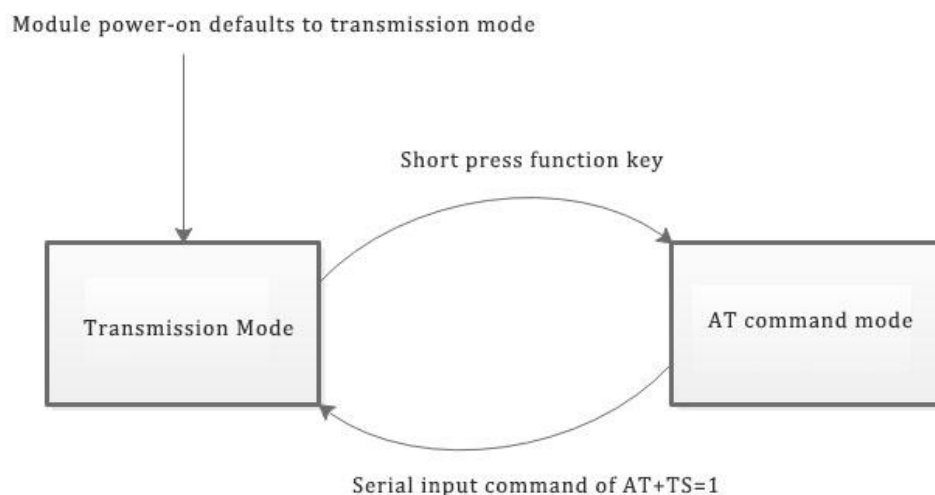 Module power-on defaults to transmission mode
Short press function key
Transmission Mode
AT command mode
Serial input command of AT+TS=1